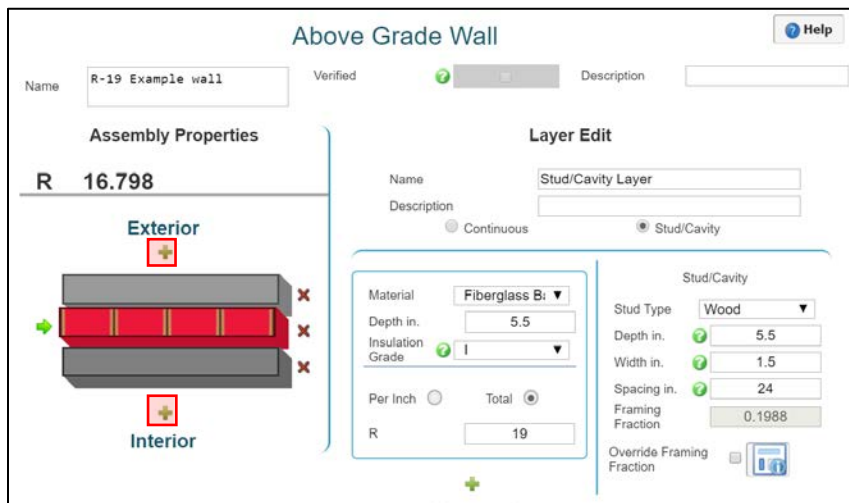 Above Grade Wall
Help
Name
R-19 Example wall
Verified
Description
Assembly Properties
R 16.798
Exterior
Interior
Layer Edit
Name
Stud/Cavity Layer
Description
Continuous
Stud/Cavity
Material
Fiberglass Ba
Depth in.
5.5
Insulation
Grade
I
Per Inch
Total
R
19
Stud/Cavity
Stud Type
Wood
Depth in.
5.5
Width in.
1.5
Spacing in.
24
Framing
Fraction
0.1988
Override Framing
Fraction